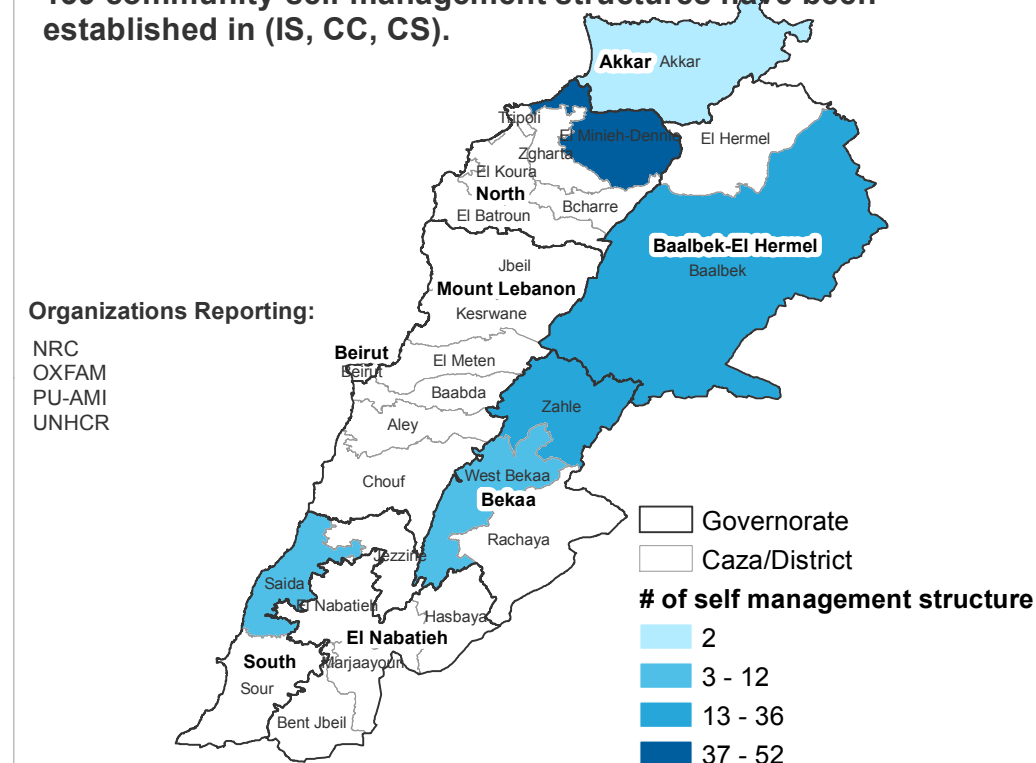 established in (IS, CC, CS).
Akkar Akkar
Tripoli
El Minieh-Dennie
El Hermel
Zgharta
El Koura
North
Bcharre
El Batroun
Baalbek-El Hermel
Baalbek
Jbeil
Mount Lebanon
Kesrwane
Organizations Reporting:
NRC
OXFAM
PU-AMI
UNHCR
Beirut
Beirut
El Meten
Baabda
Zahle
Aley
Chouf
West Bekaa
Bekaa
Rachaya
Jezzine
Saida
El Nabatieh
Hasbaya
El Nabatieh
South
Marjaayoun
Sour
Bent Jbeil
Governorate
Caza/District
# of self management structure
2
3 - 12
13 - 36
37 - 52